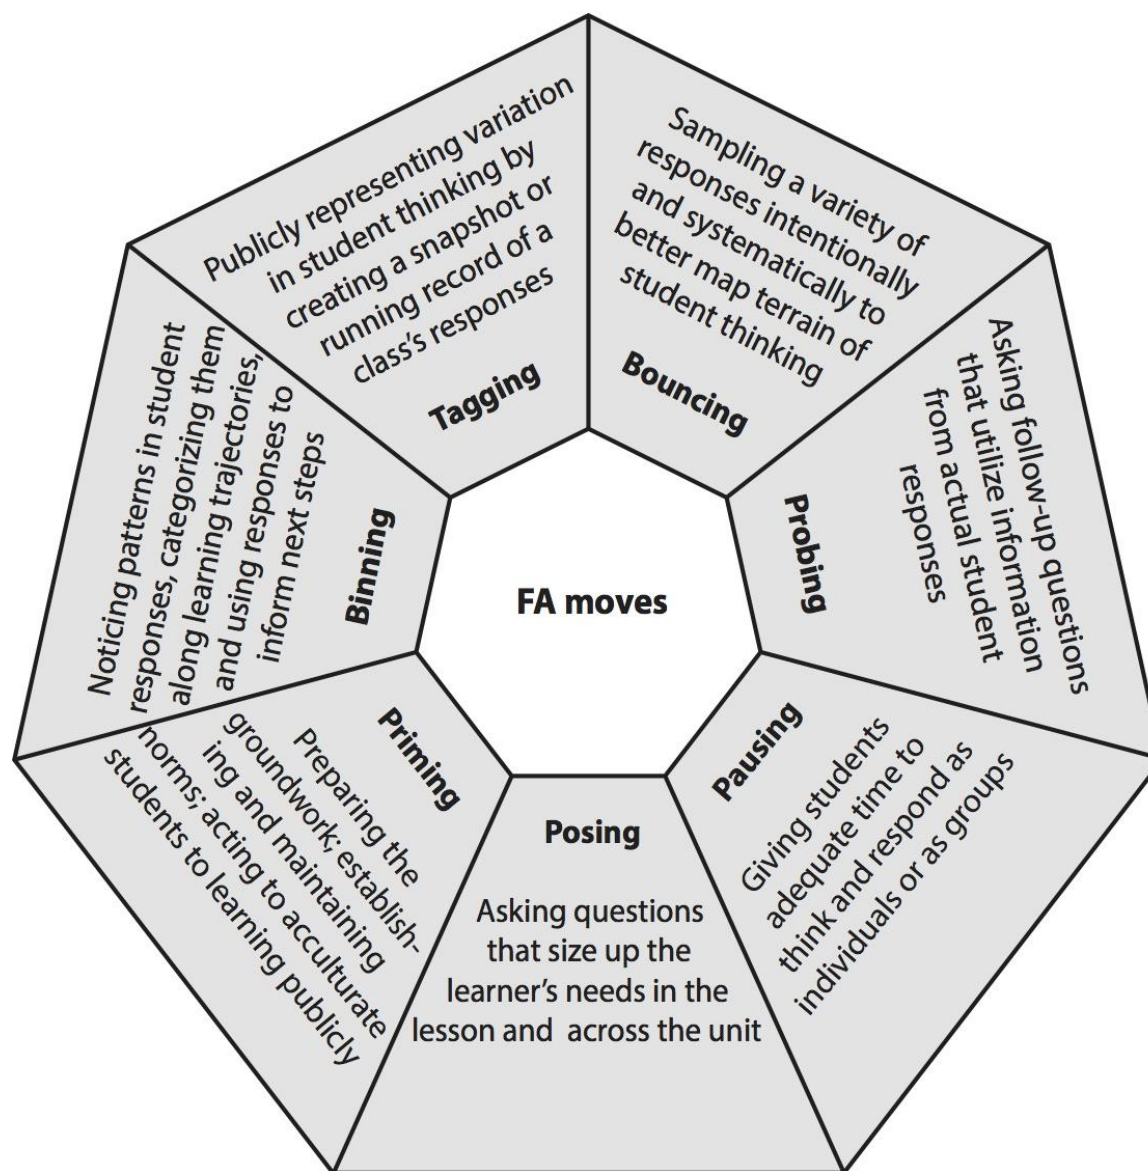 FA moves
Priming
Preparing the
groundwork; establish-
ing and maintaining
norms; acting to acculturate
students to learning publicly
Posing
Asking questions
that size up the
learner’s needs in the
lesson and across the unit
Pausing
Giving students
adequate time to
think and respond as
individuals or as groups
Probing
Asking follow-up questions
that utilize information
from actual student
responses
Sampling a variety of
responses intentionally
and systematically to
better map terrain of
student thinking
Bouncing
Publicly representing variation
in student thinking by
creating a snapshot or
running record of a
class’s responses
Tagging
Noticing patterns in student
responses, categorizing them
along learning trajectories,
and using responses to
inform next steps
Binning